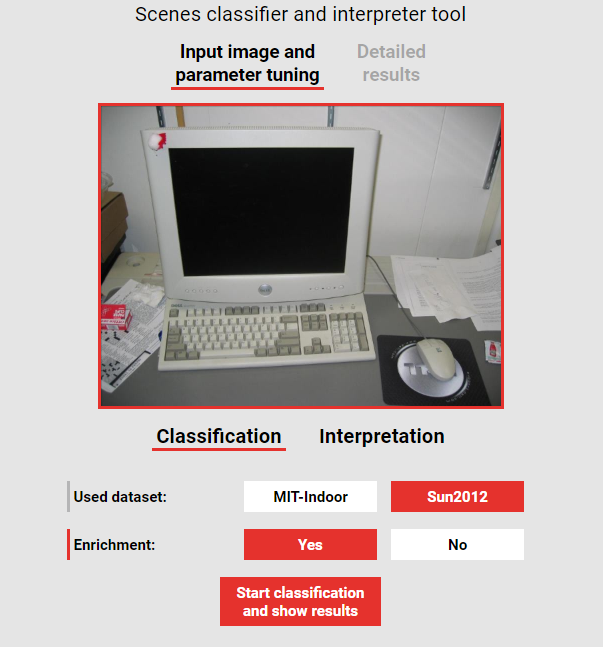 Scenes classifier and interpreter tool
Input image and
parameter tuning
Detailed
results
Classification
Interpretation
Used dataset:
MIT-Indoor
Sun2012
Enrichment:
Yes
No
Start classification
and show results